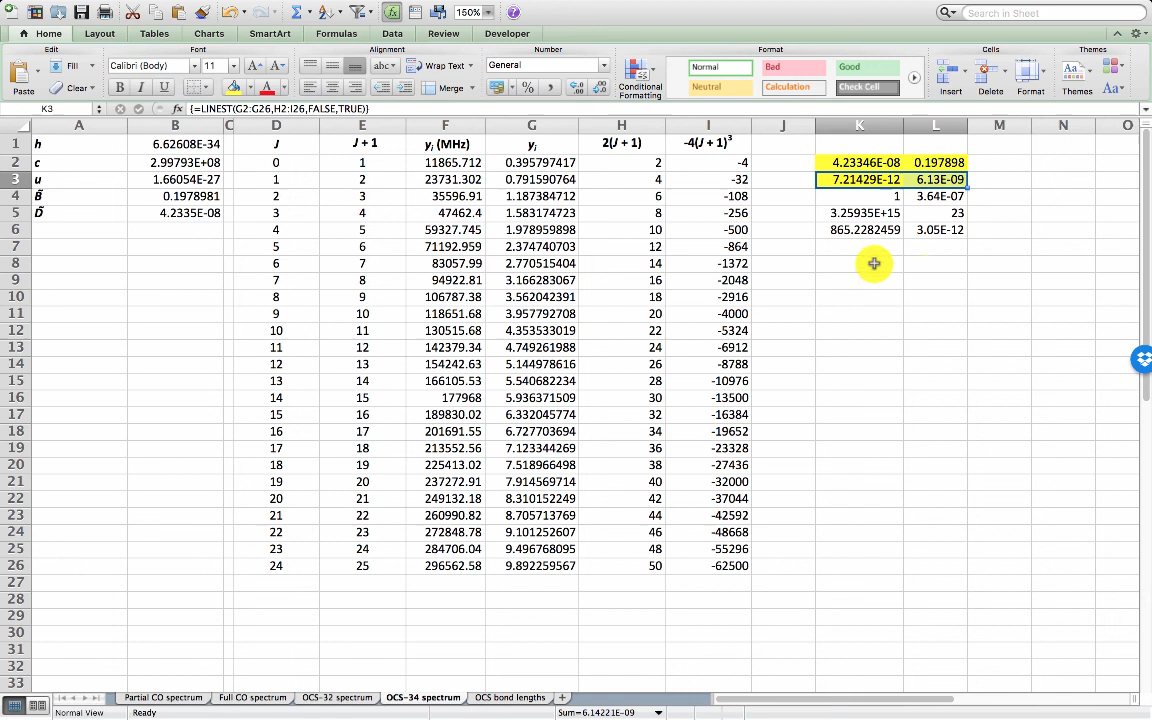 150%
Search in Sheet
Home Layout Tables Charts SmartArt Formulas Data Review Developer
Edit Font Alignment Number Format Cells Themes
Fill Calibri (Body) 11 A A abc Wrap Text General Normal Bad Good
Paste Clear B I U A Merge % Conditional Formatting Neutral Calculation Check Cell Insert Delete Format Themes Aa
K3 fx {=LINEST(G2:G26,H2:I26,FALSE,TRUE)}
A B C D E F G H I J K L M N O
1 h 6.62608E-34 J J + 1 yⱼ (MHz) yⱼ 2(J + 1) -4(J + 1)³
2 c 2.99793E+08 0 1 11865.712 0.395797417 2 -4 4.23346E-08 0.197898
3 u 1.66054E-27 1 2 23731.302 0.791590764 4 -32 7.21429E-12 6.13E-09
4 B̃ 0.1978981 2 3 35596.91 1.187384712 6 -108 1 3.64E-07
5 D̃ 4.2335E-08 3 4 47462.4 1.583174723 8 -256 3.25935E+15 23
6 4 5 59327.745 1.978959898 10 -500 865.2282459 3.05E-12
7 5 6 71192.959 2.374740703 12 -864
8 6 7 83057.99 2.770515404 14 -1372
9 7 8 94922.81 3.166283067 16 -2048
10 8 9 106787.38 3.562042391 18 -2916
11 9 10 118651.68 3.957792708 20 -4000
12 10 11 130515.68 4.353533019 22 -5324
13 11 12 142379.34 4.749261988 24 -6912
14 12 13 154242.63 5.144978616 26 -8788
15 13 14 166105.53 5.540682234 28 -10976
16 14 15 177968 5.936371509 30 -13500
17 15 16 189830.02 6.332045774 32 -16384
18 16 17 201691.55 6.727703694 34 -19652
19 17 18 213552.56 7.123344269 36 -23328
20 18 19 225413.02 7.518966498 38 -27436
21 19 20 237272.91 7.914569714 40 -32000
22 20 21 249132.18 8.310152249 42 -37044
23 21 22 260990.82 8.705713769 44 -42592
24 22 23 272848.78 9.101252607 46 -48668
25 23 24 284706.04 9.496768095 48 -55296
26 24 25 296562.58 9.892259567 50 -62500
27
28
29
30
31
32
33
Partial CO spectrum Full CO spectrum OCS-32 spectrum OCS-34 spectrum OCS bond lengths
Normal View Ready Sum=6.14221E-09